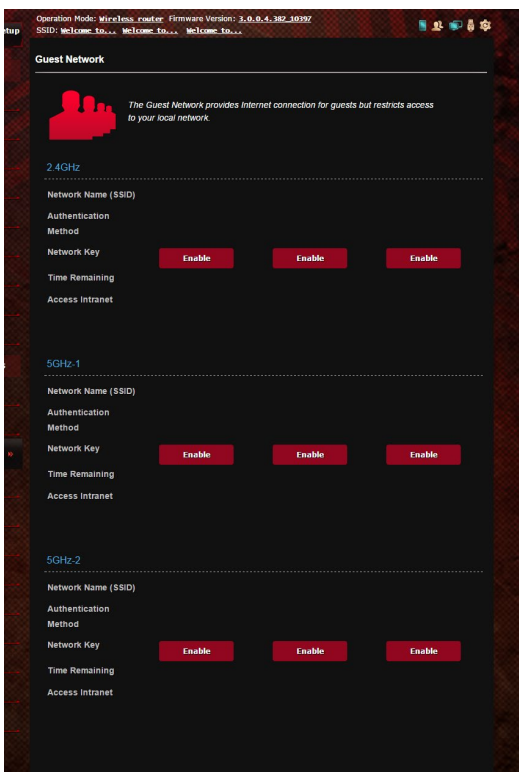 Operation Mode: Wireless router Firmware Version: 3.0.0.4.382_10397
etup SSID: Welcome to... Welcome to... Welcome to...
Guest Network
The Guest Network provides Internet connection for guests but restricts access
to your local network.
2.4GHz
Network Name (SSID)
Authentication
Method
Network Key Enable Enable Enable
Time Remaining
Access Intranet
5GHz-1
Network Name (SSID)
Authentication
Method
Network Key Enable Enable Enable
Time Remaining
Access Intranet
5GHz-2
Network Name (SSID)
Authentication
Method
Network Key Enable Enable Enable
Time Remaining
Access Intranet